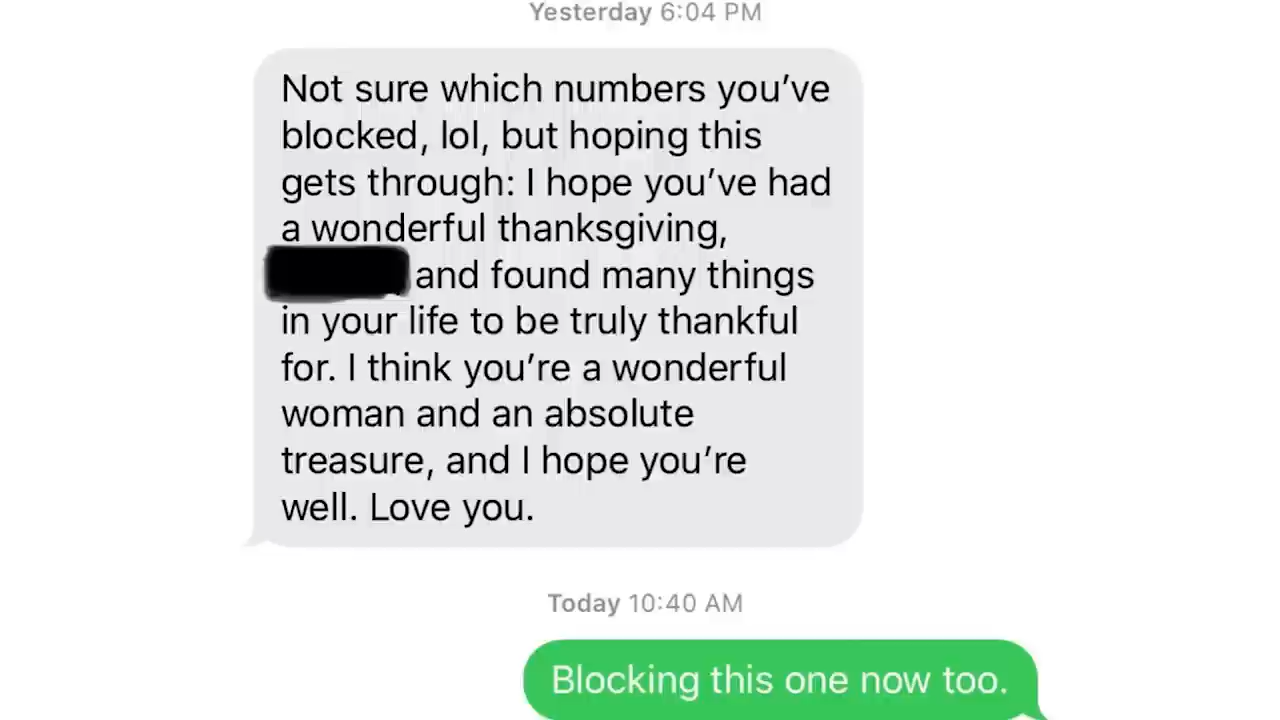 Yesterday 6:04 PM
Not sure which numbers you’ve
blocked, lol, but hoping this
gets through: I hope you’ve had
a wonderful thanksgiving,
and found many things
in your life to be truly thankful
for. I think you’re a wonderful
woman and an absolute
treasure, and I hope you’re
well. Love you.
Today 10:40 AM
Blocking this one now too.